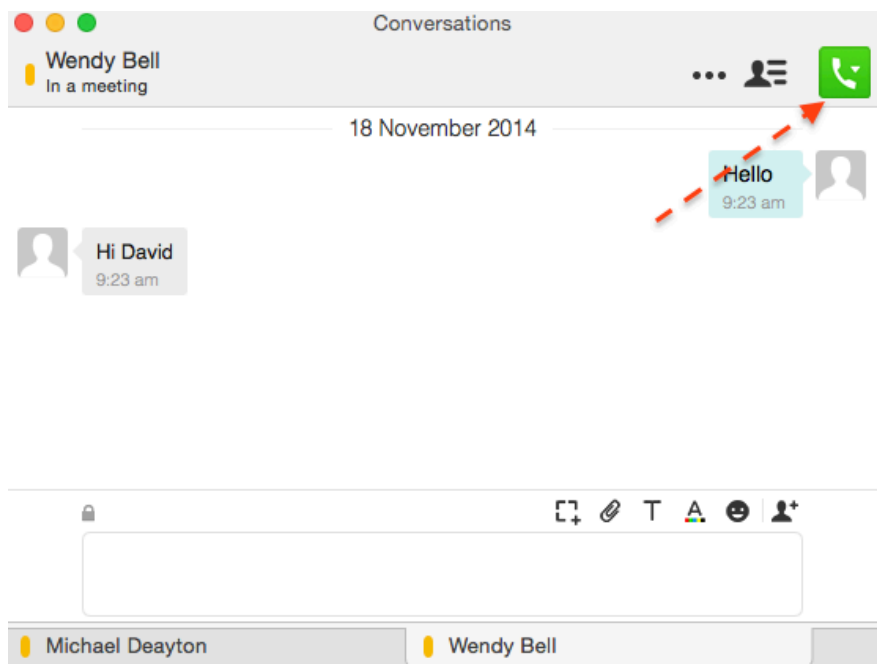 Conversations
Wendy Bell
In a meeting
18 November 2014
Hello
9:23 am
Hi David
9:23 am
T A
Michael Deayton
Wendy Bell